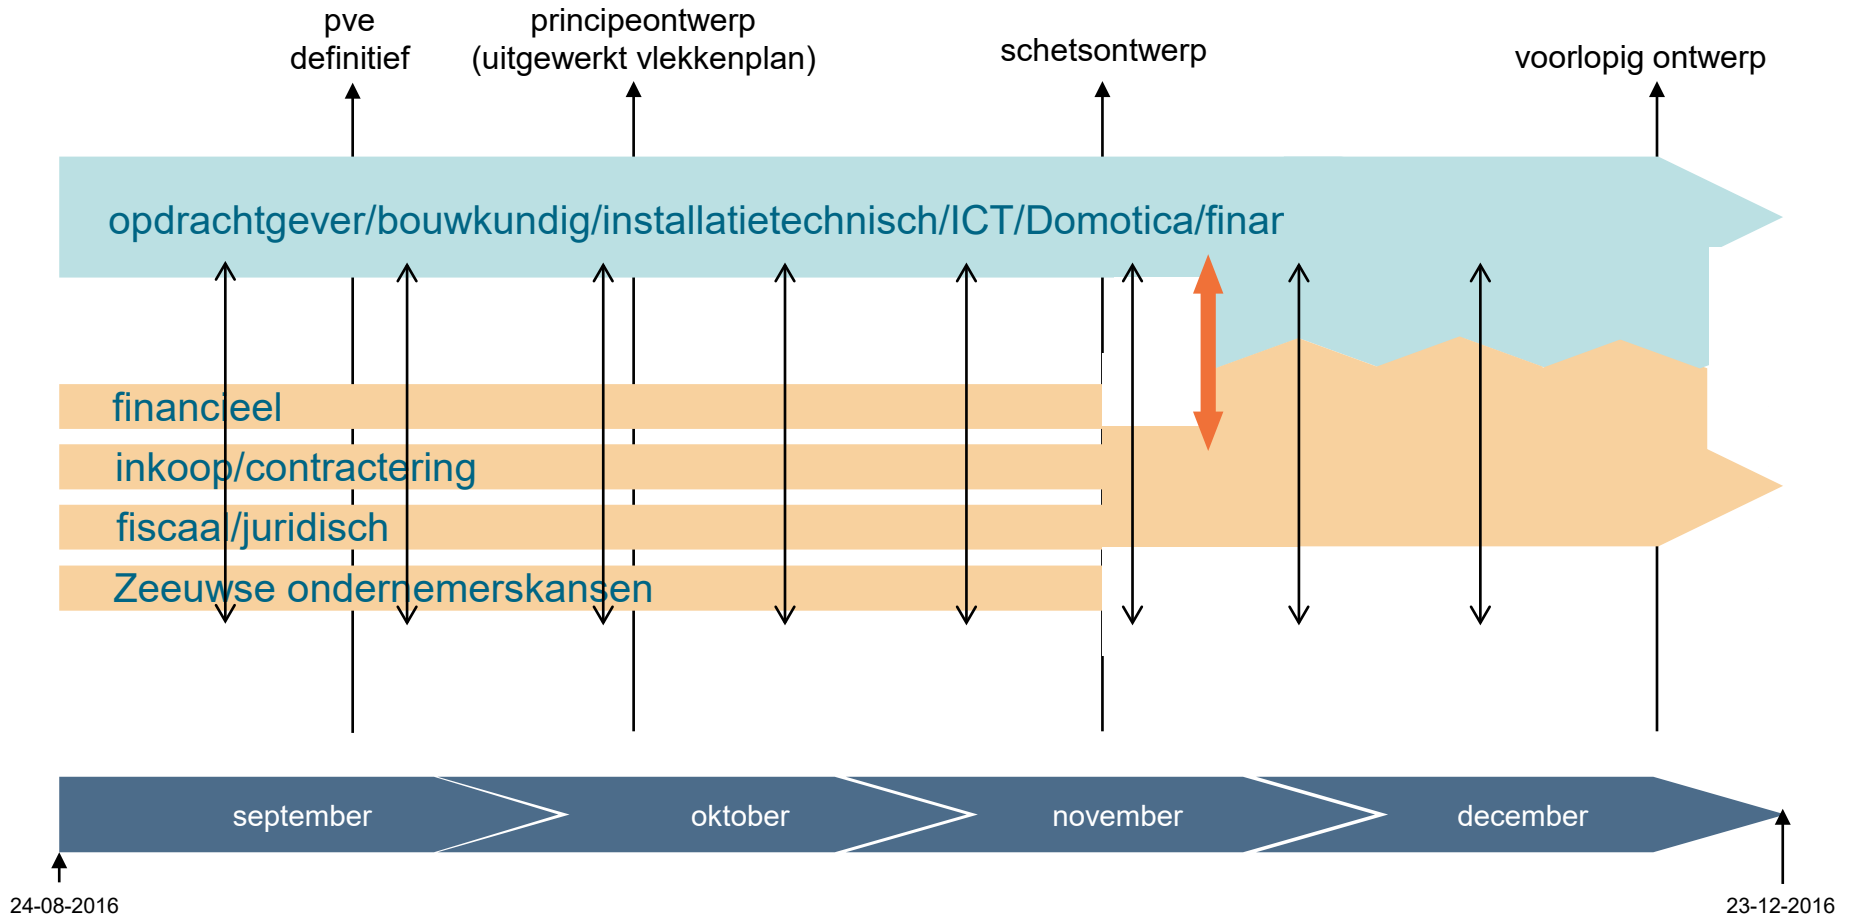 pve
definitief
principeontwerp
(uitgewerkt vlekkenplan)
schetsontwerp
voorlopig ontwerp
opdrachtgever/bouwkundig/installatietechnisch/ICT/Domotica/finar
financieel
inkoop/contractering
fiscaal/juridisch
Zeeuwse ondernemerskansen
september
oktober
november
december
24-08-2016
23-12-2016